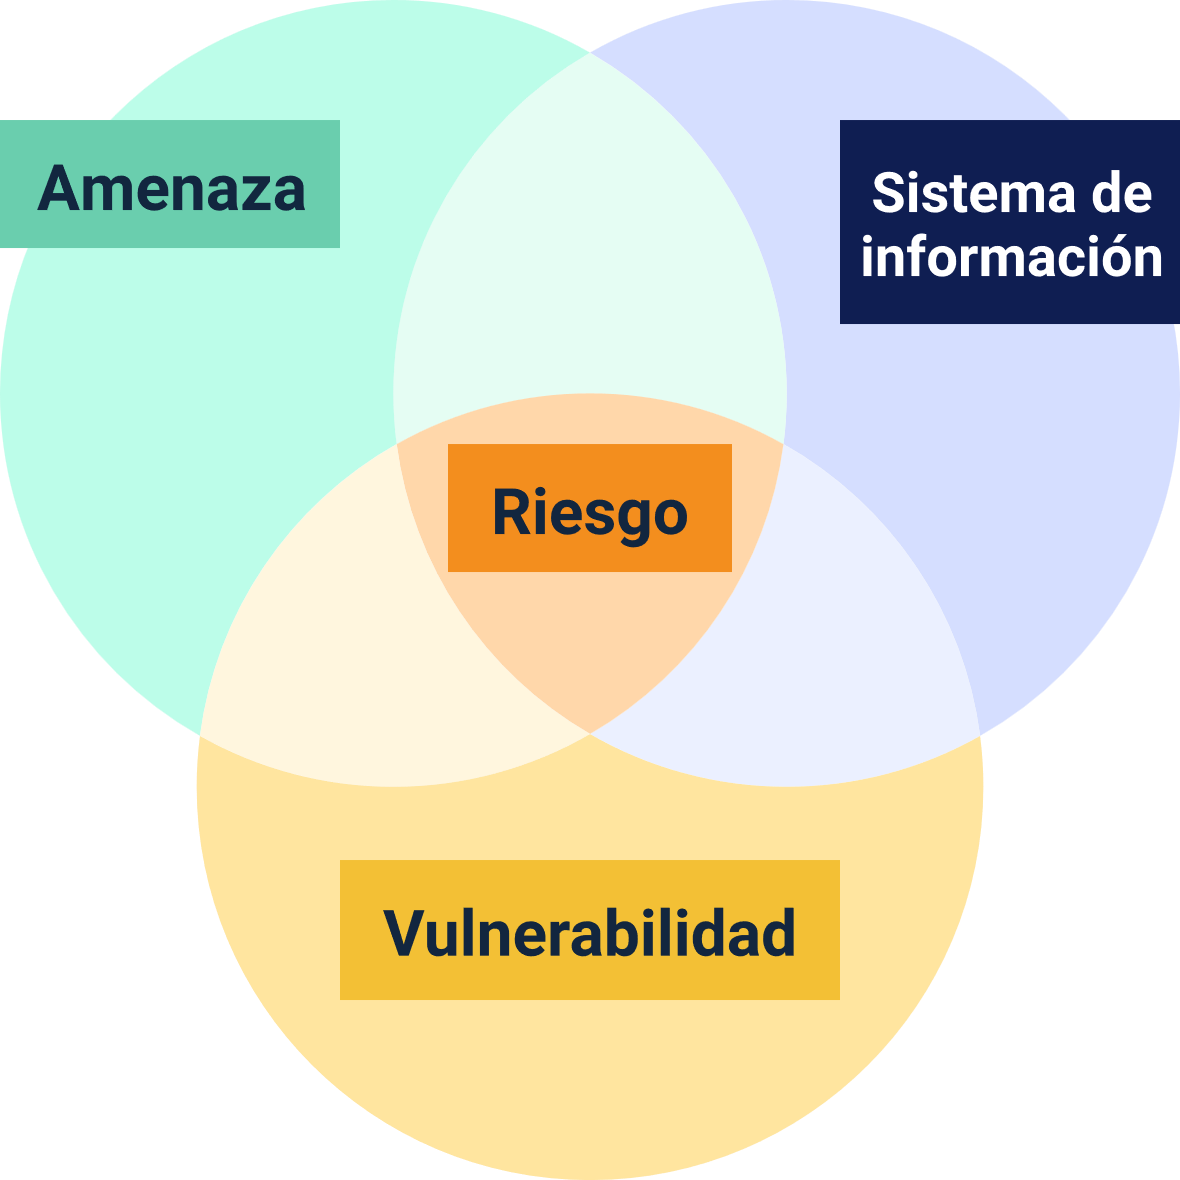 Amenaza
Sistema de
información
Riesgo
Vulnerabilidad